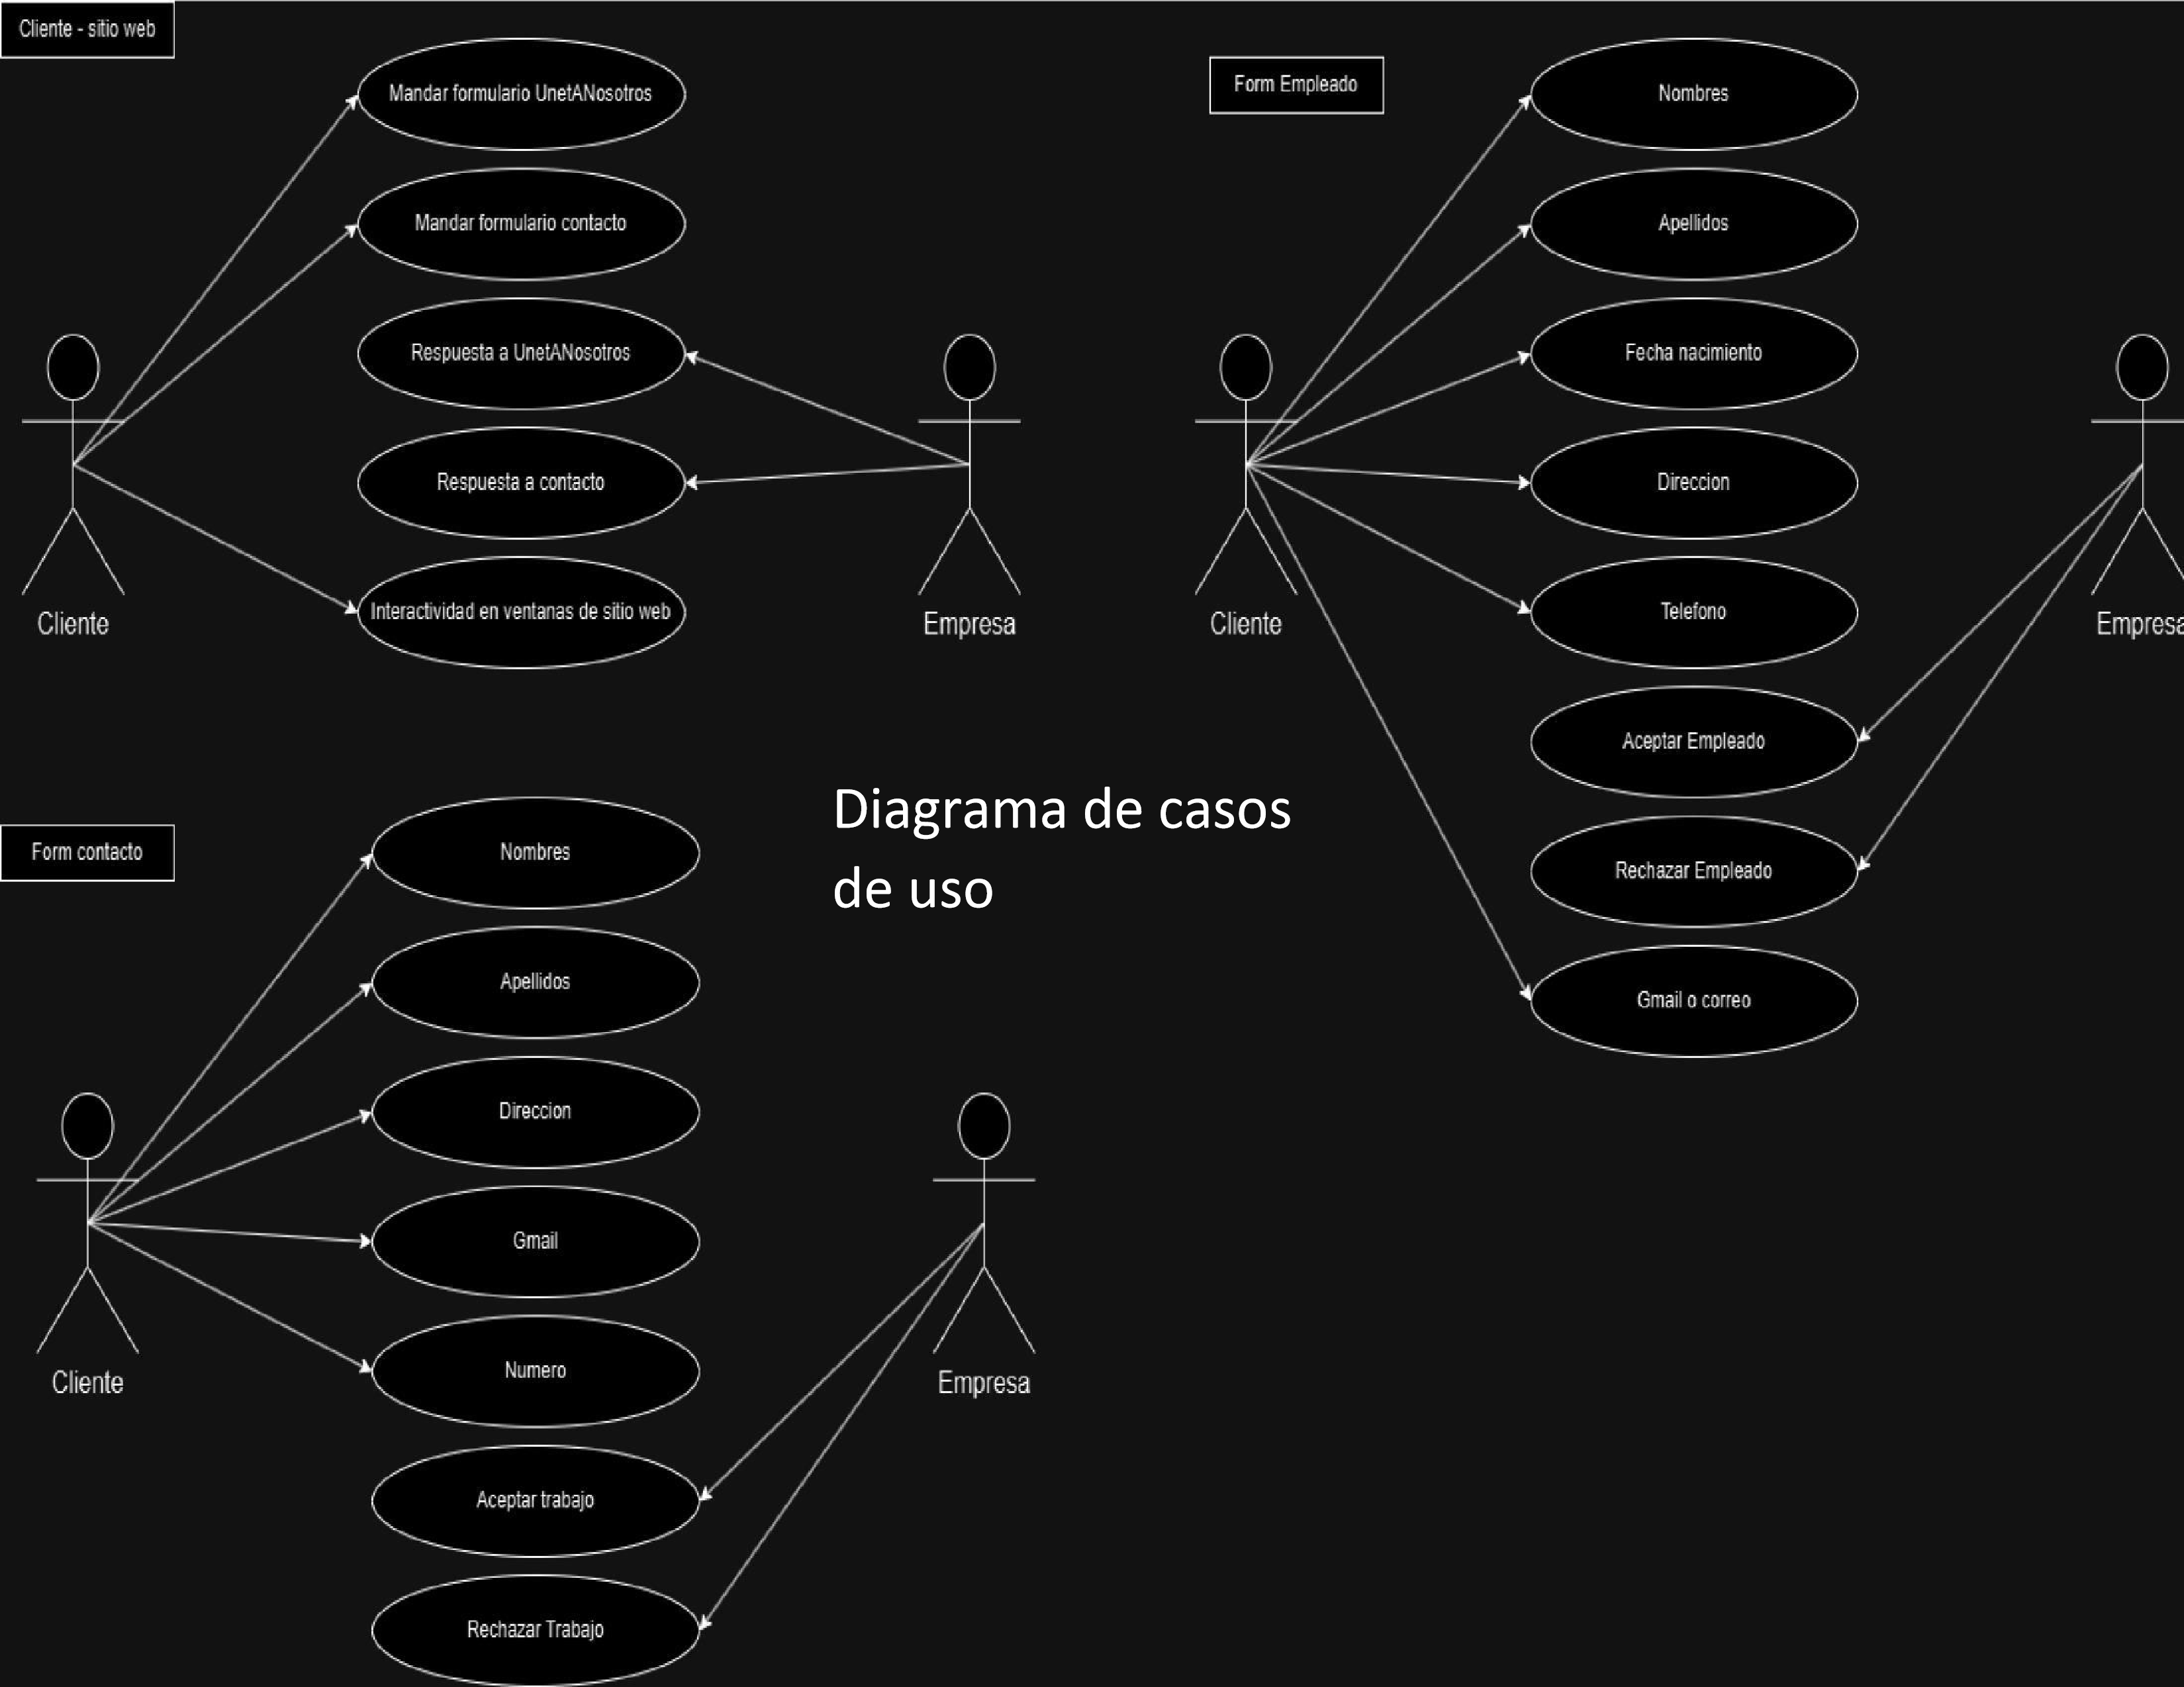 Cliente - sitio web
Mandar formulario UnetANosotros
Mandar formulario contacto
Respuesta a UnetANosotros
Respuesta a contacto
Interactividad en ventanas de sitio web
Cliente
Empresa
Form Empleado
Nombres
Apellidos
Fecha nacimiento
Direccion
Telefono
Aceptar Empleado
Rechazar Empleado
Gmail o correo
Cliente
Empresa
Diagrama de casos
de uso
Form contacto
Nombres
Apellidos
Direccion
Gmail
Numero
Aceptar trabajo
Rechazar Trabajo
Cliente
Empresa